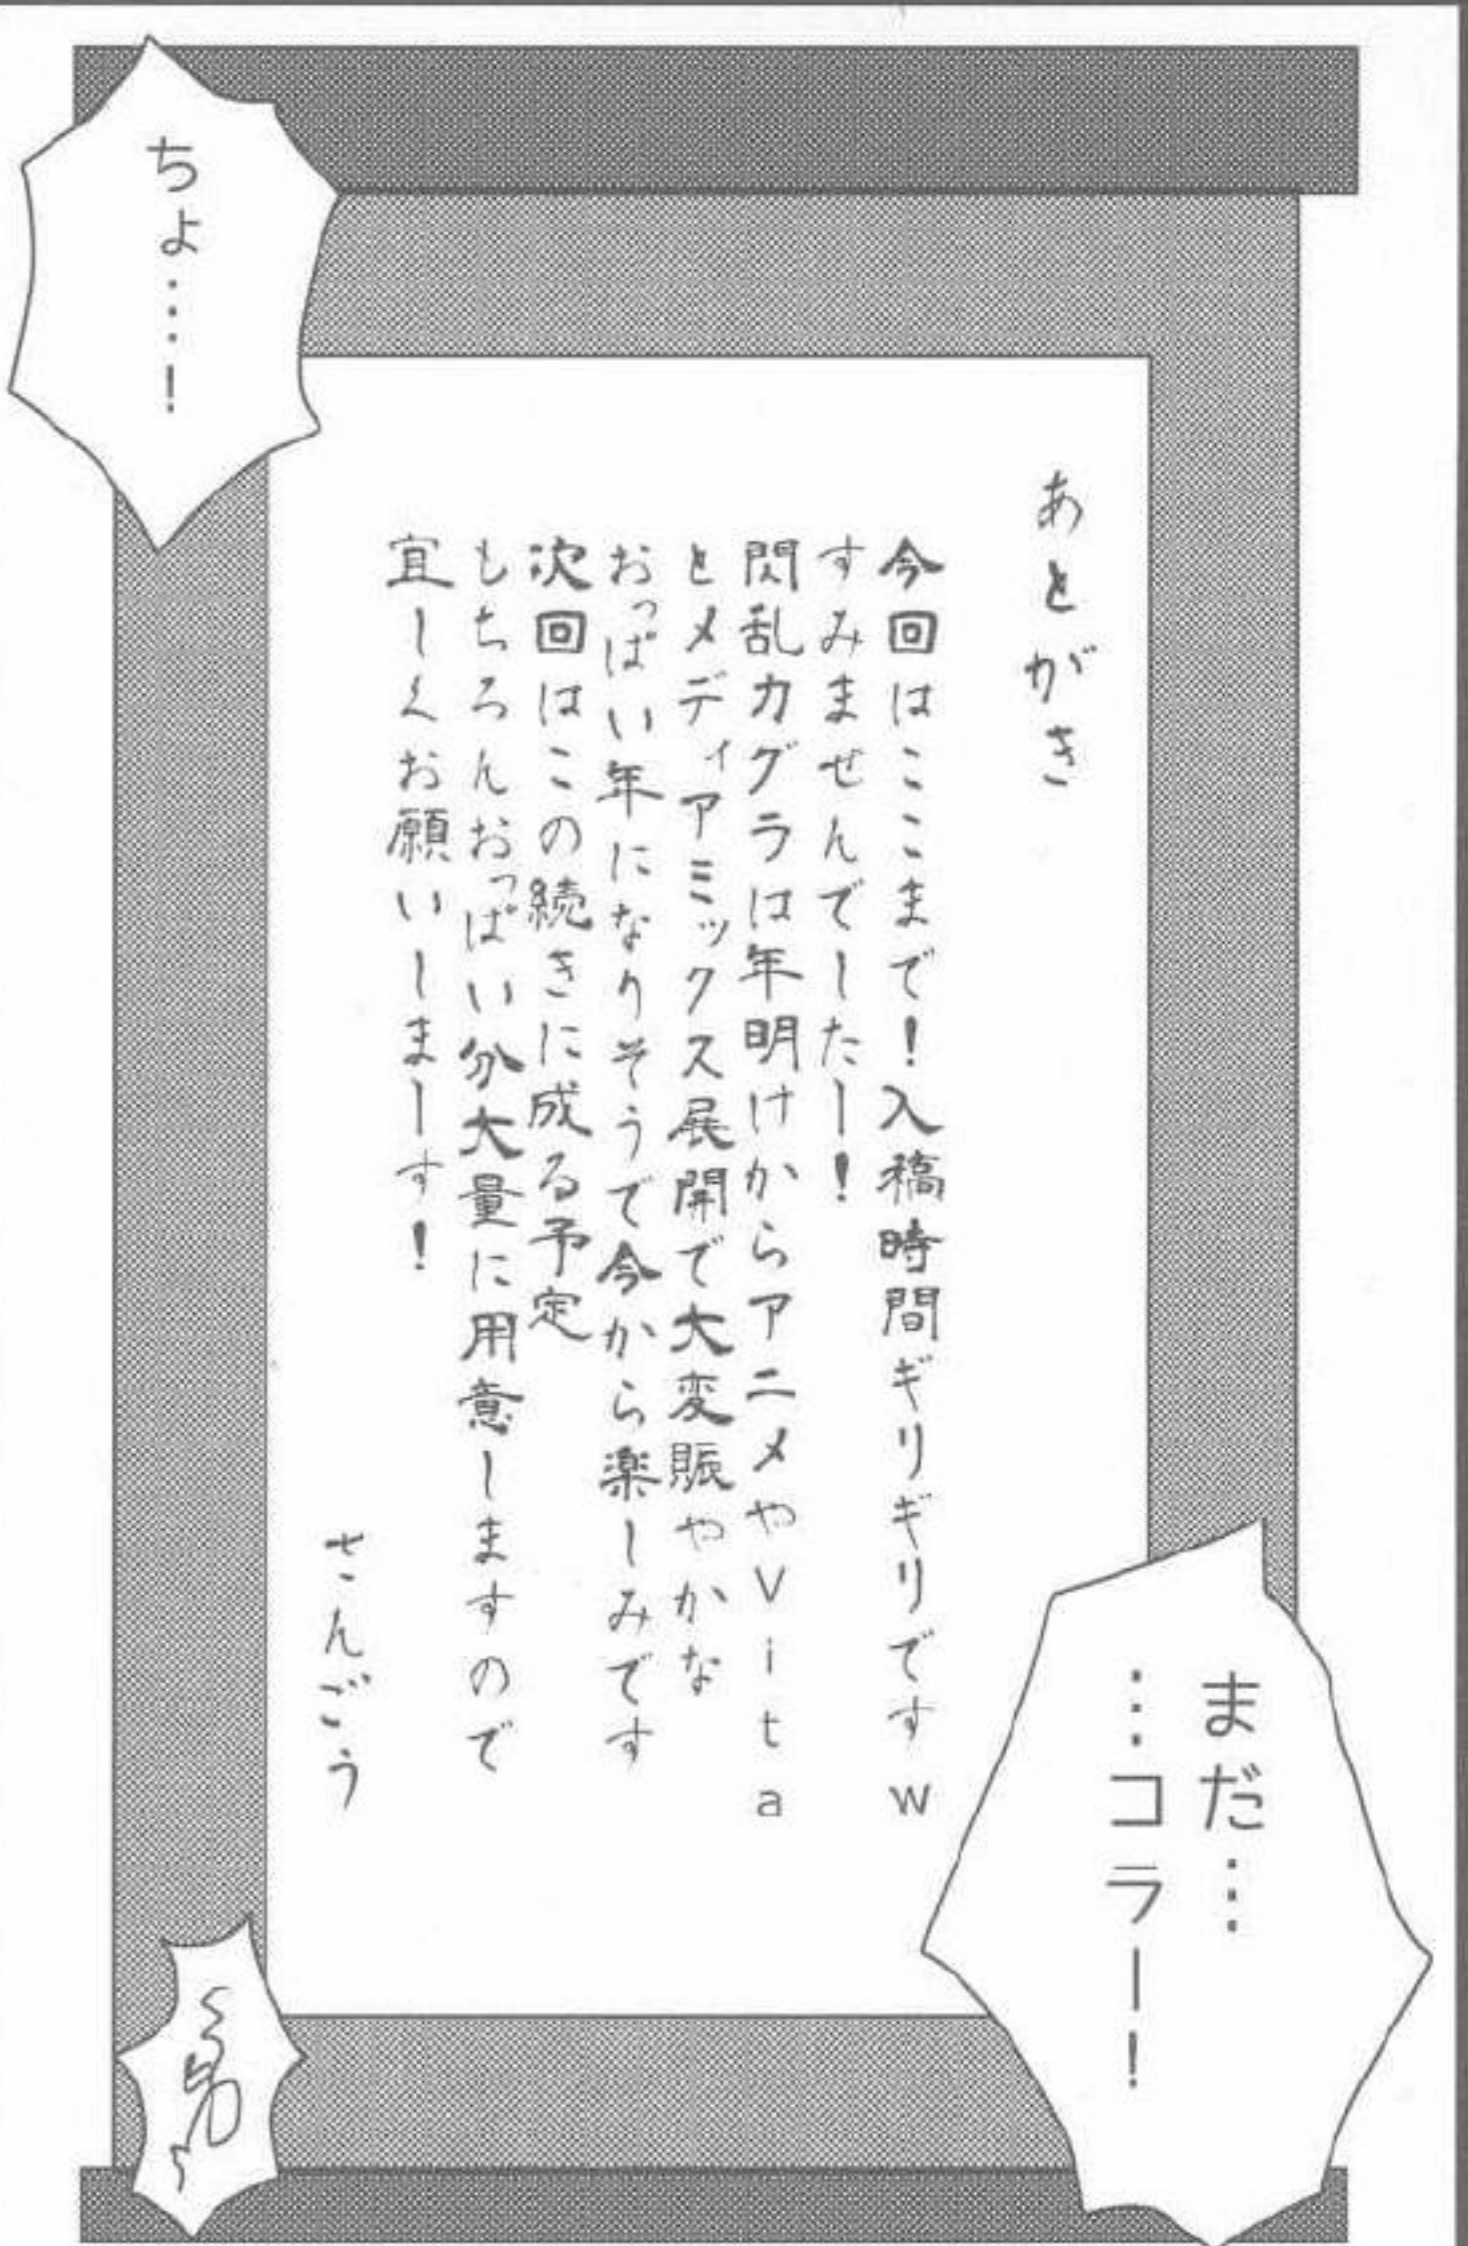 あとがき
今回はここまで！入稿時間ギリギリですw
すみませんでしたー！
閃乱カグラは年明けからアニメやVita
とメディアミックス展開で大変賑やかな
おっぱい年になりそうで今から楽しみです
次回はこの続きに成る予定
もちろんおっぱい分大量に用意しますので
宜しくお願いしまーす！
さんごう
まだ……
…コラー！
ちょ……！